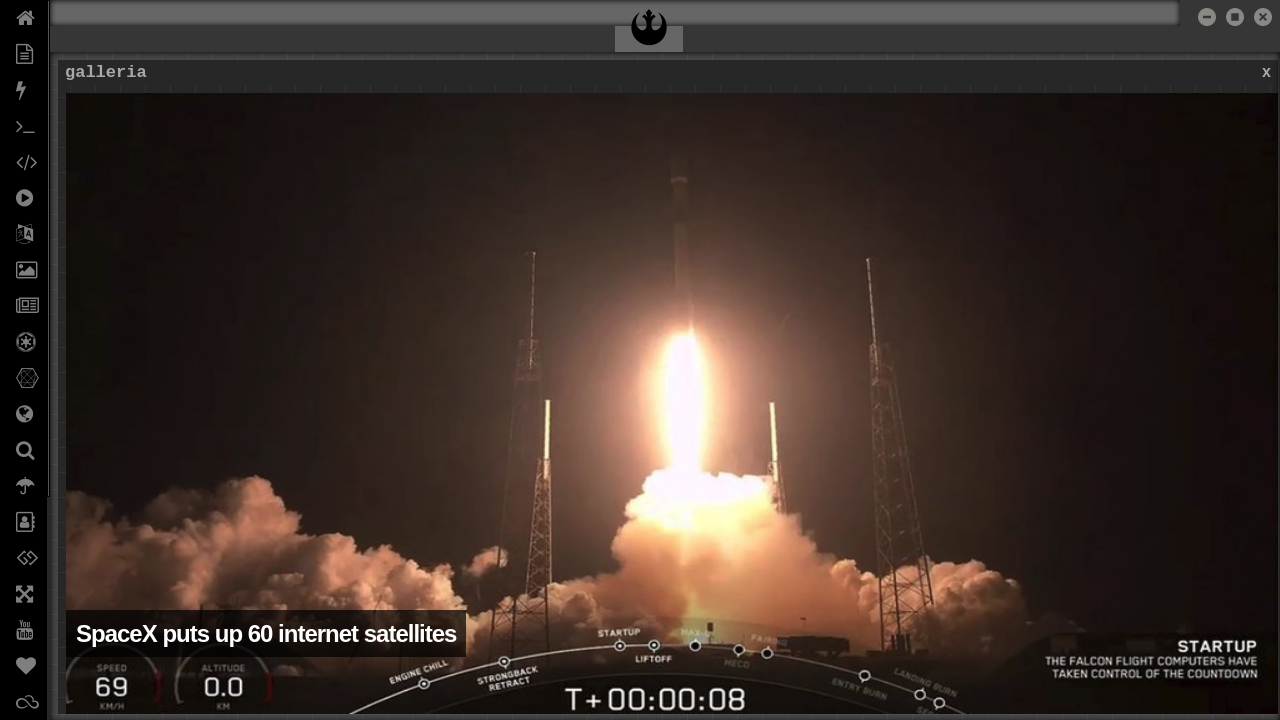 galleria
x
SpaceX puts up 60 internet satellites
SPEED
69
KM/H
ALTITUDE
0.0
KM
ENGINE CHILL
STRONGBACK
RETRACT
STARTUP
LIFTOFF
MAX-Q
MECO
FAIRING
ENTRY BURN
LANDING BURN
T+00:00:08
STARTUP
THE FALCON FLIGHT COMPUTERS HAVE
TAKEN CONTROL OF THE COUNTDOWN
You
Tube